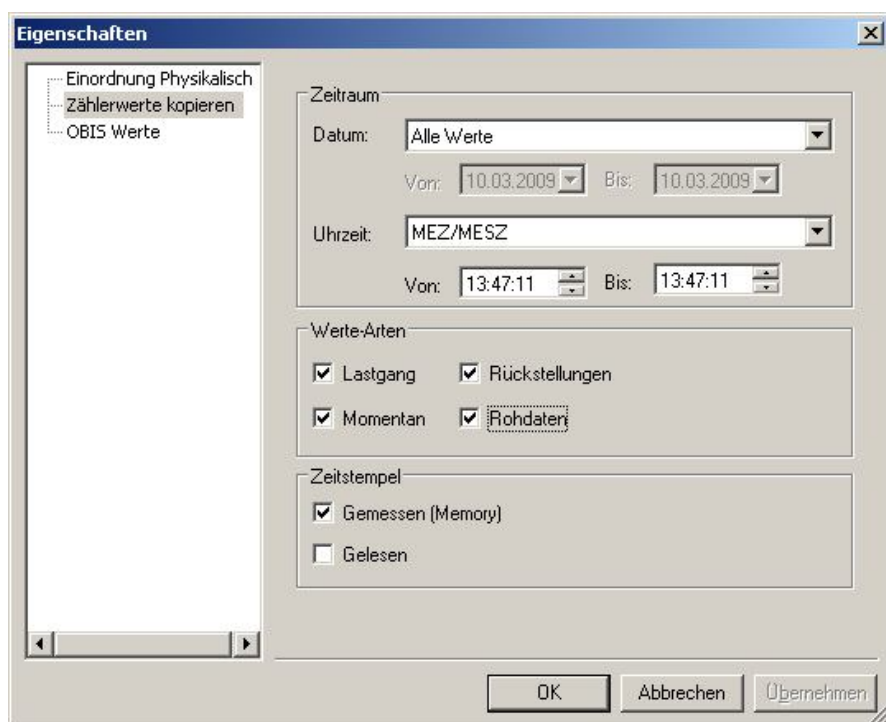 Eigenschaften
Einordnung Physikalisch
Zählerwerte kopieren
OBIS Werte
Zeitraum
Datum: Alle Werte
Von: 10.03.2009 Bis: 10.03.2009
Uhrzeit: MEZ/MESZ
Von: 13:47:11 Bis: 13:47:11
Werte-Arten
Lastgang Rückstellungen
Momentan Rohdaten
Zeitstempel
Gemessen (Memory)
Gelesen
OK Abbrechen Übernehmen